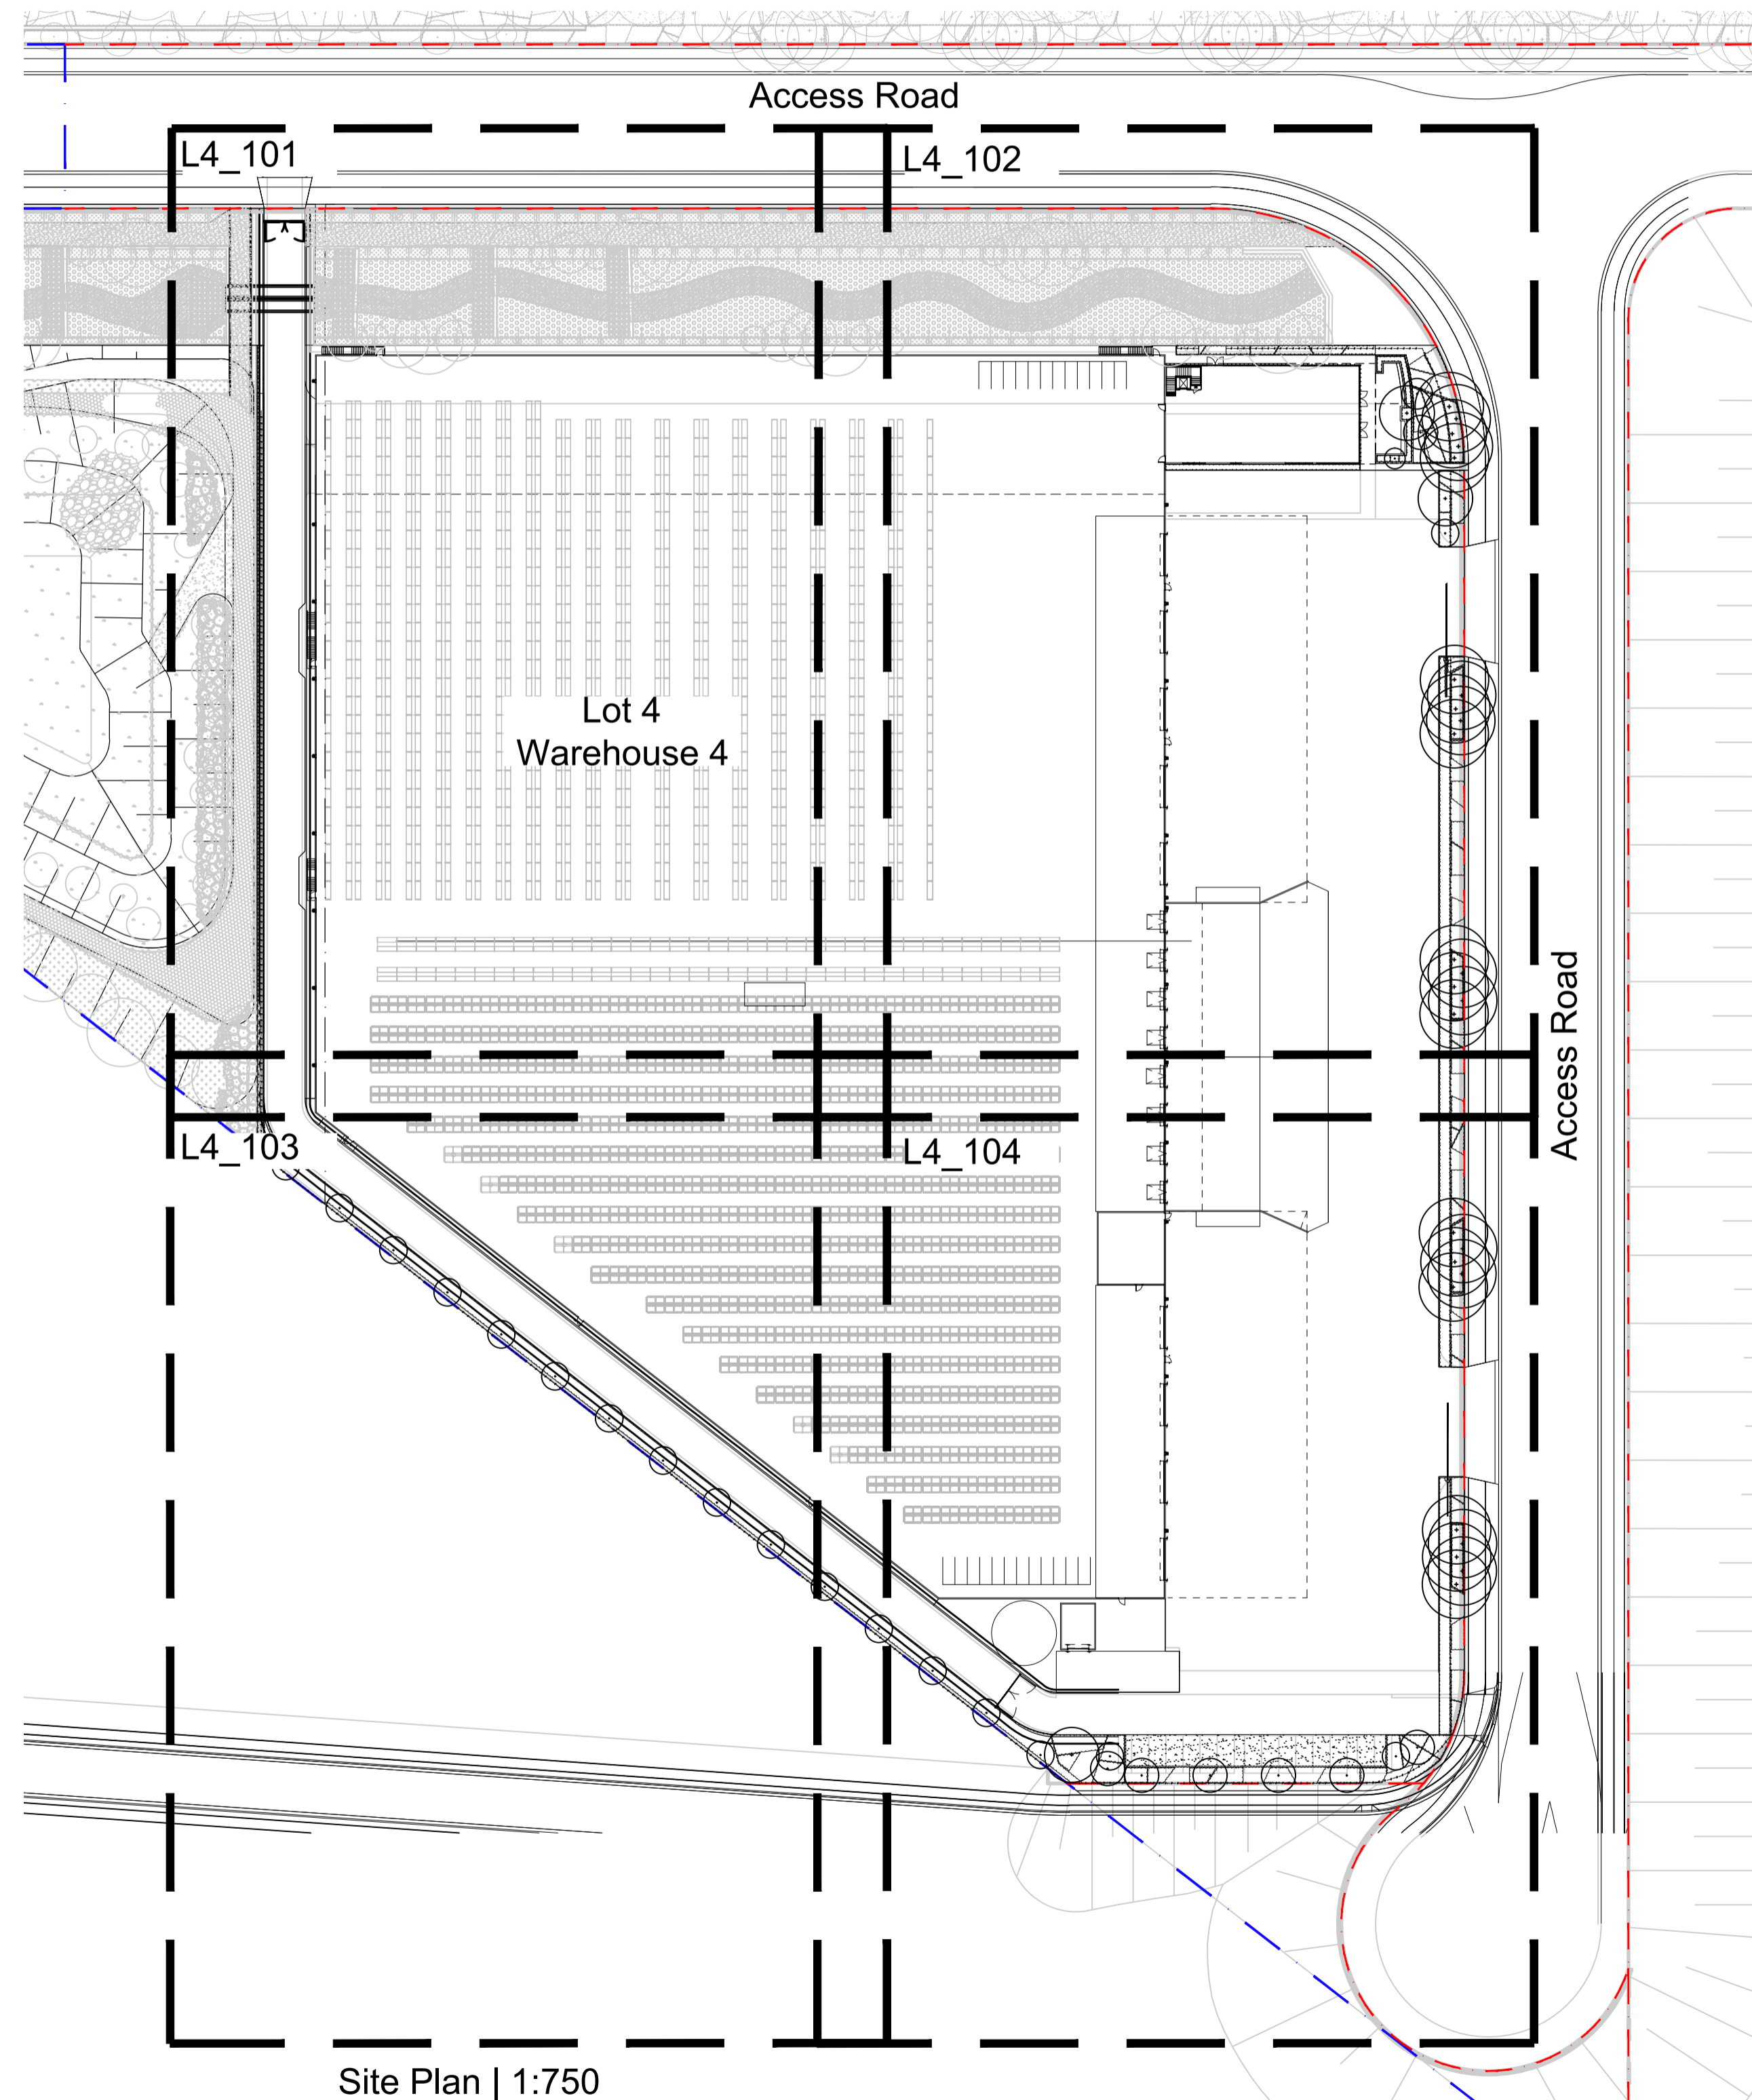 Access Road
L4_101
L4_102
Lot 4
Warehouse 4
Access Road
L4_103
L4_104
Site Plan | 1:750